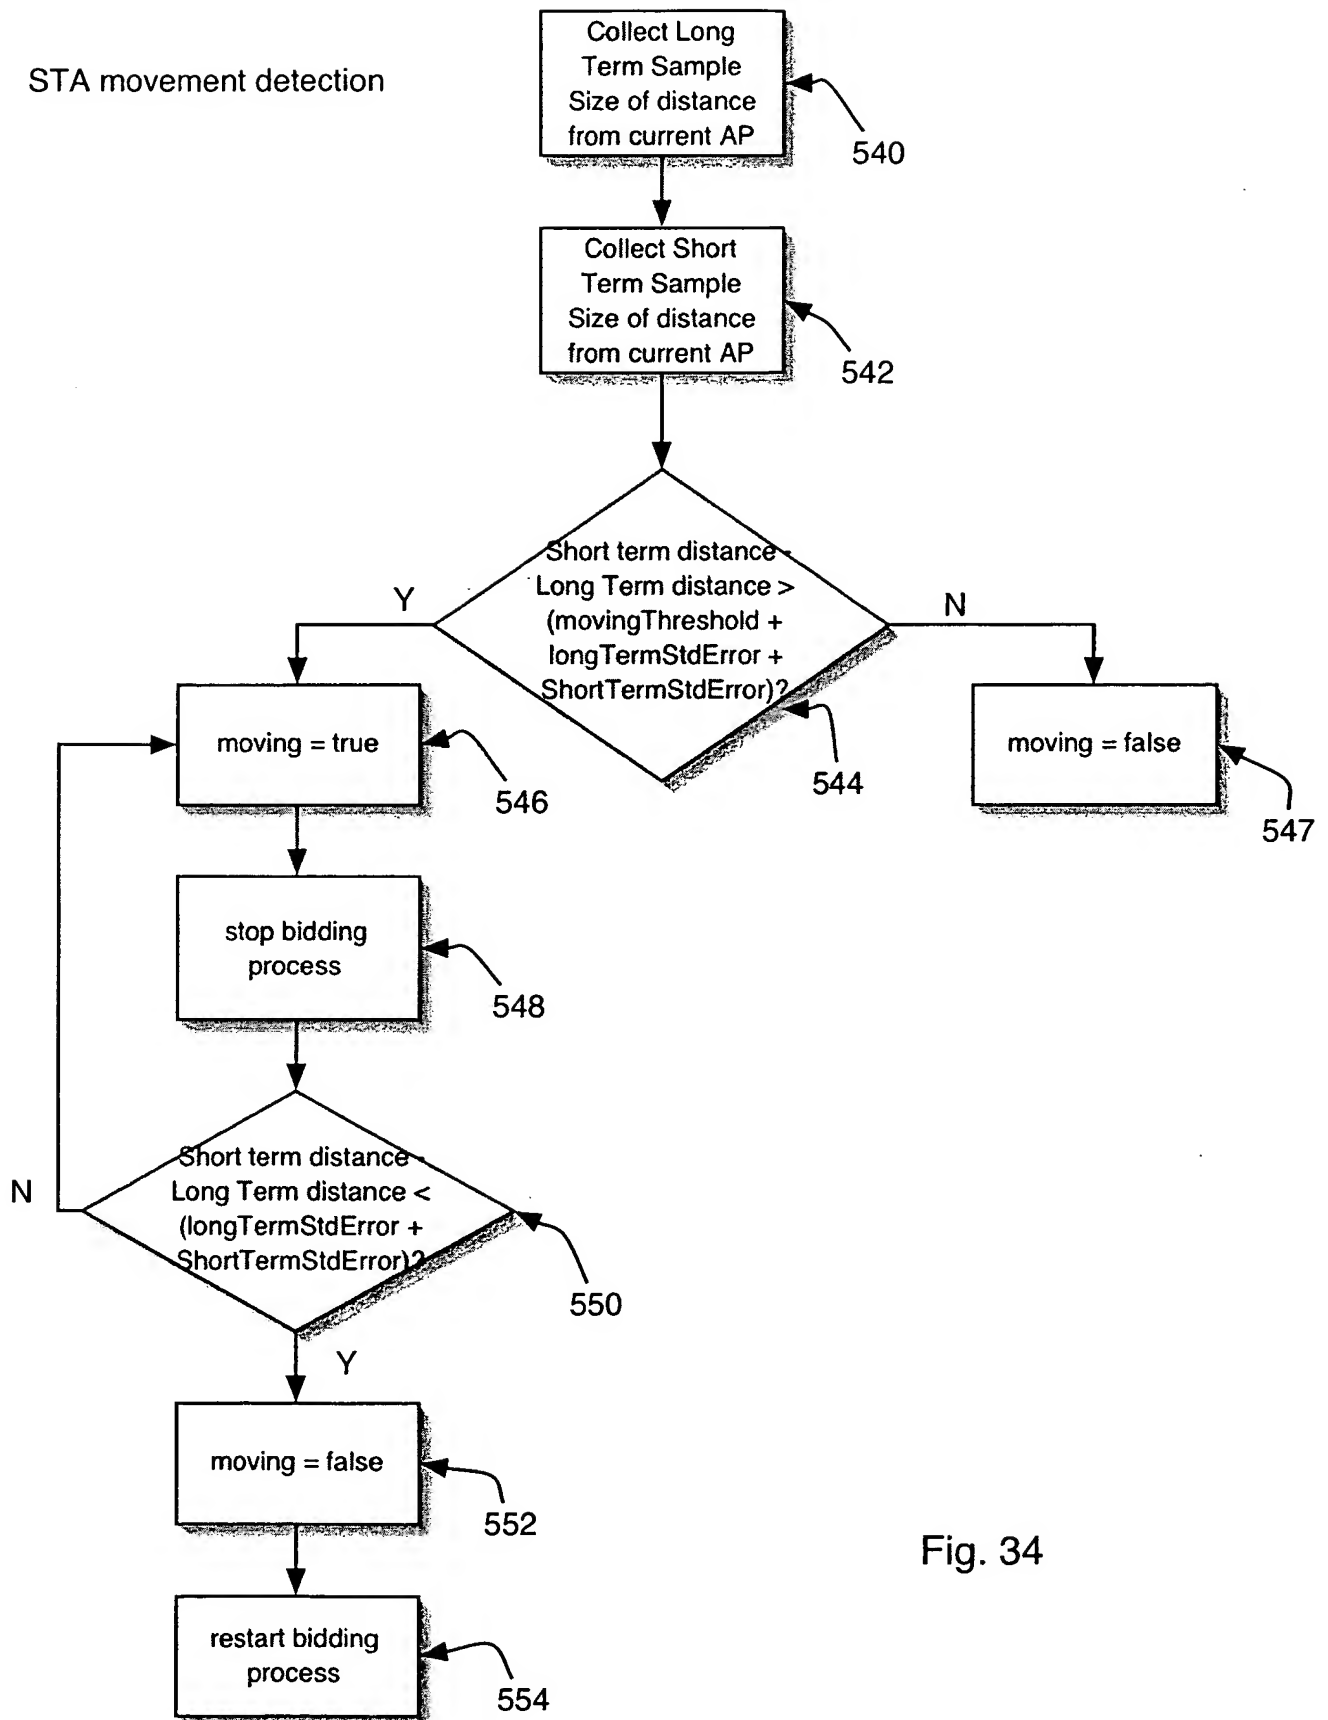 STA movement detection
Collect Long
Term Sample
Size of distance
from current AP
540
Collect Short
Term Sample
Size of distance
from current AP
542
Short term distance -
Long Term distance >
(movingThreshold +
longTermStdError +
ShortTermStdError)?
Y
N
544
moving = true
546
moving = false
547
stop bidding
process
548
Short term distance -
Long Term distance <
(longTermStdError +
ShortTermStdError)?
N
550
Y
moving = false
552
restart bidding
process
554
Fig. 34